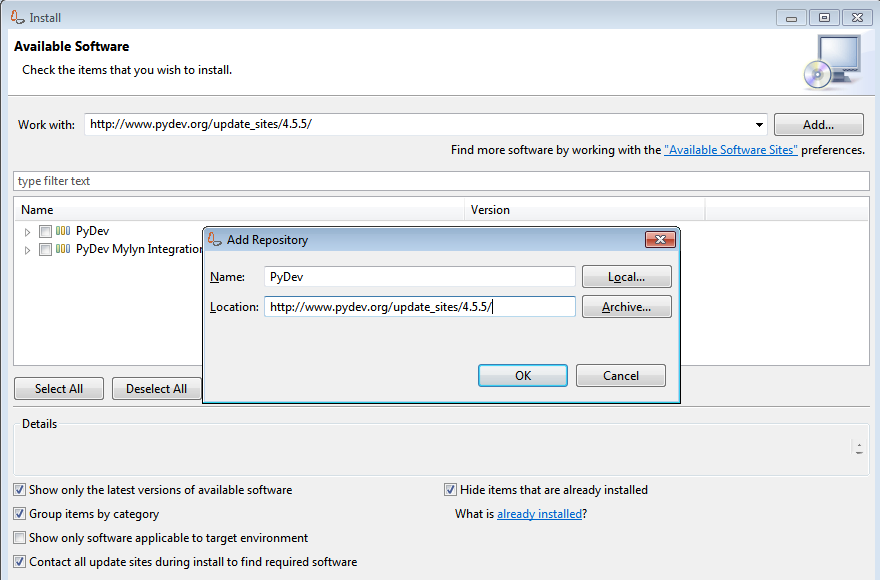 Install
Available Software
Check the items that you wish to install.
Work with: http://www.pydev.org/update_sites/4.5.5/ Add...
Find more software by working with the "Available Software Sites" preferences.
type filter text
Name Version
PyDev
PyDev Mylyn Integration
Add Repository
Name: PyDev Local...
Location: http://www.pydev.org/update_sites/4.5.5/ Archive...
OK Cancel
Select All Deselect All
Details
Show only the latest versions of available software Hide items that are already installed
Group items by category What is already installed?
Show only software applicable to target environment
Contact all update sites during install to find required software